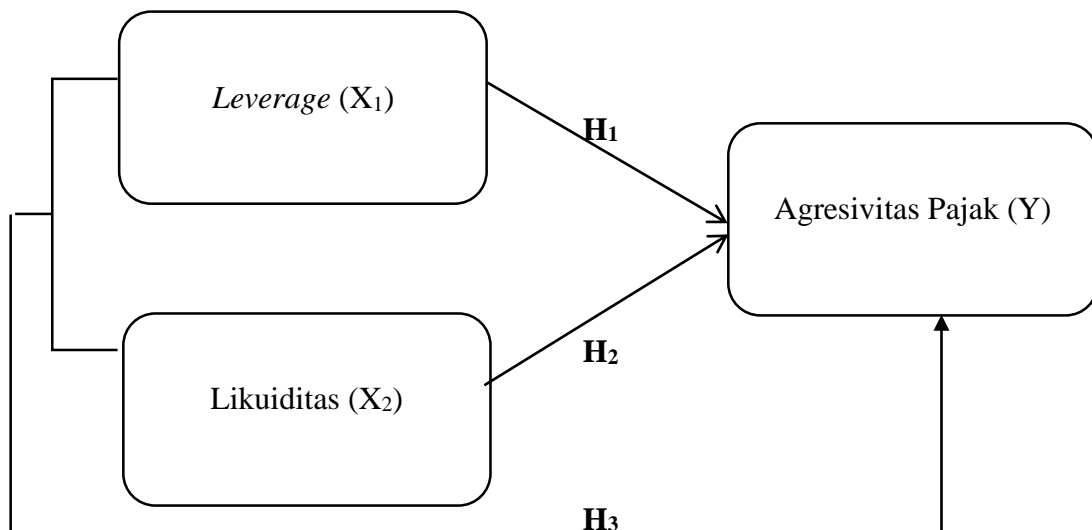 Leverage (X₁)
H₁
Agresivitas Pajak (Y)
H₂
Likuiditas (X₂)
H₃